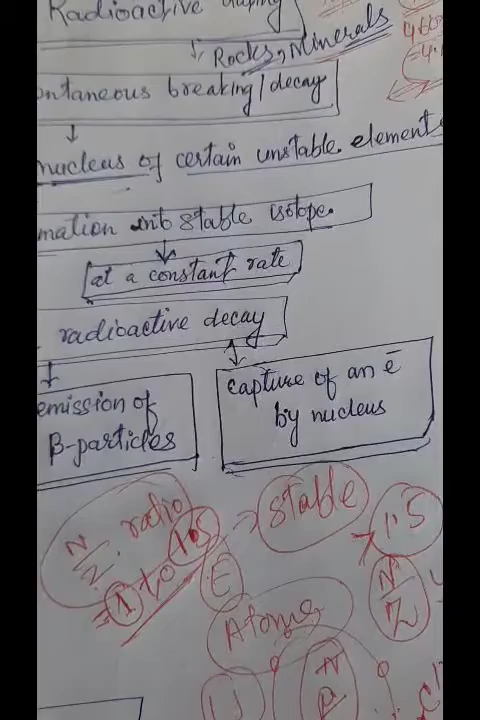 Radioactive Dating
Rocks, Minerals
ontaneous breaking/decay
nucleus of certain unstable elements
mation into stable isotope.
at a constant rate
radioactive decay
emission of
β-particles
capture of an ē
by nucleus
N/Z ratio
= 1 to 1.5
stable
> 1.5
N/Z
E
Atoms
U
N
P